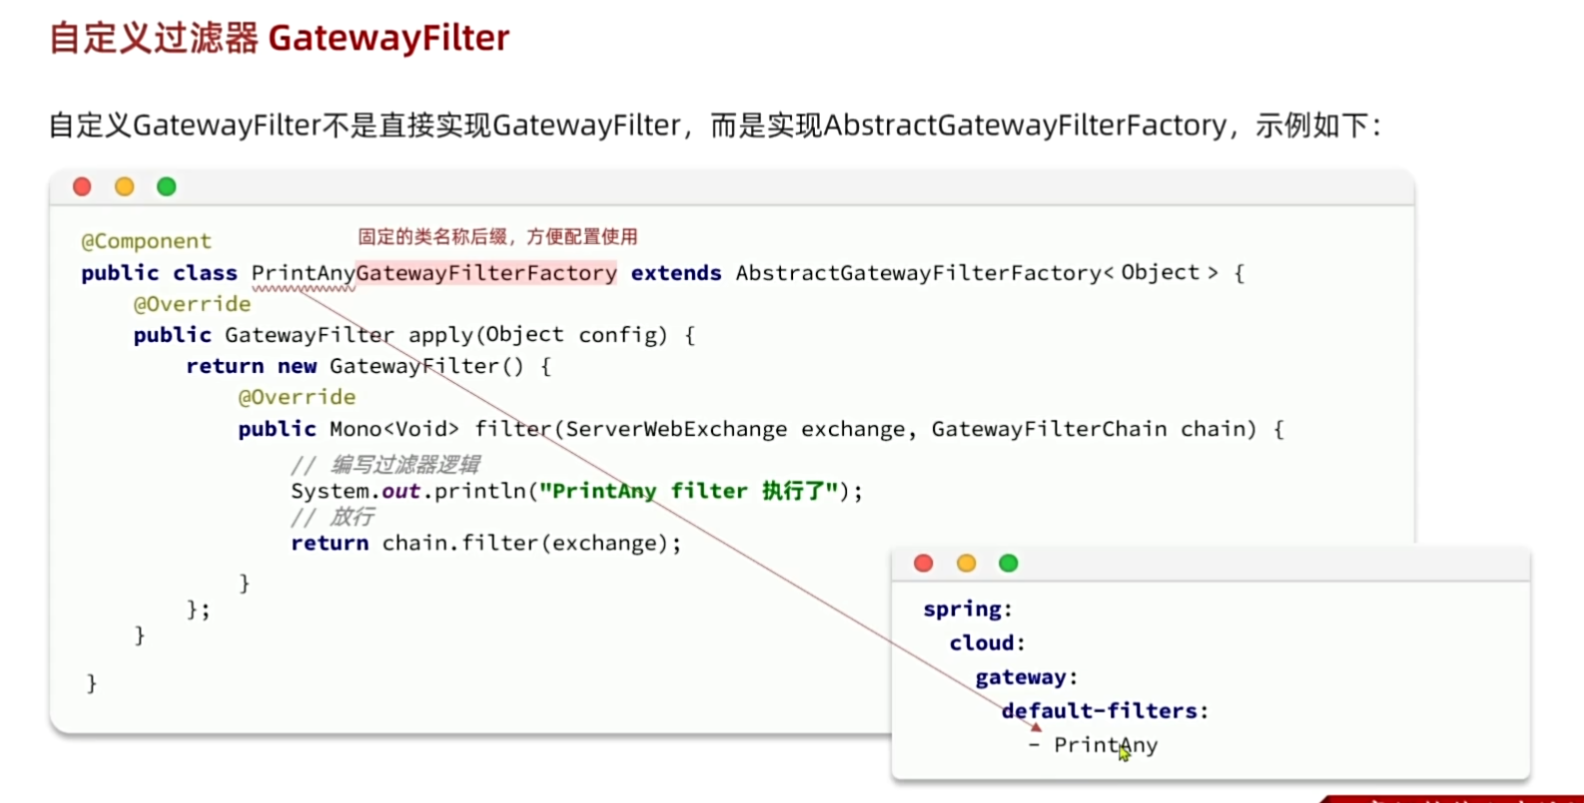 自定义过滤器 GatewayFilter
自定义GatewayFilter不是直接实现GatewayFilter，而是实现AbstractGatewayFilterFactory，示例如下：
固定的类名称后缀，方便配置使用
@Component
public class PrintAnyGatewayFilterFactory extends AbstractGatewayFilterFactory<Object> {
@Override
public GatewayFilter apply(Object config) {
return new GatewayFilter() {
@Override
public Mono<Void> filter(ServerWebExchange exchange, GatewayFilterChain chain) {
// 编写过滤器逻辑
System.out.println("PrintAny filter 执行了");
// 放行
return chain.filter(exchange);
}
};
}
}
spring:
cloud:
gateway:
default-filters:
- PrintAny